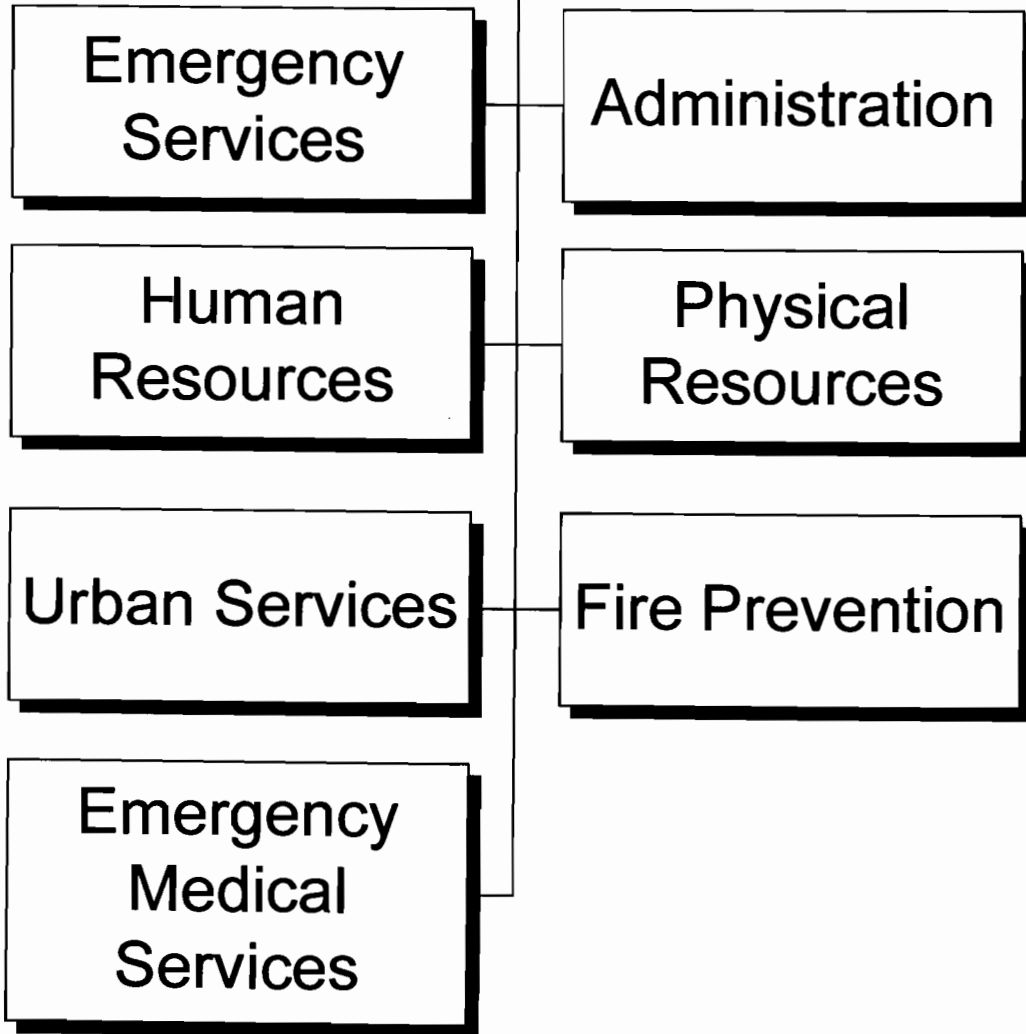 Emergency
Services
Administration
Human
Resources
Physical
Resources
Urban Services
Fire Prevention
Emergency
Medical
Services